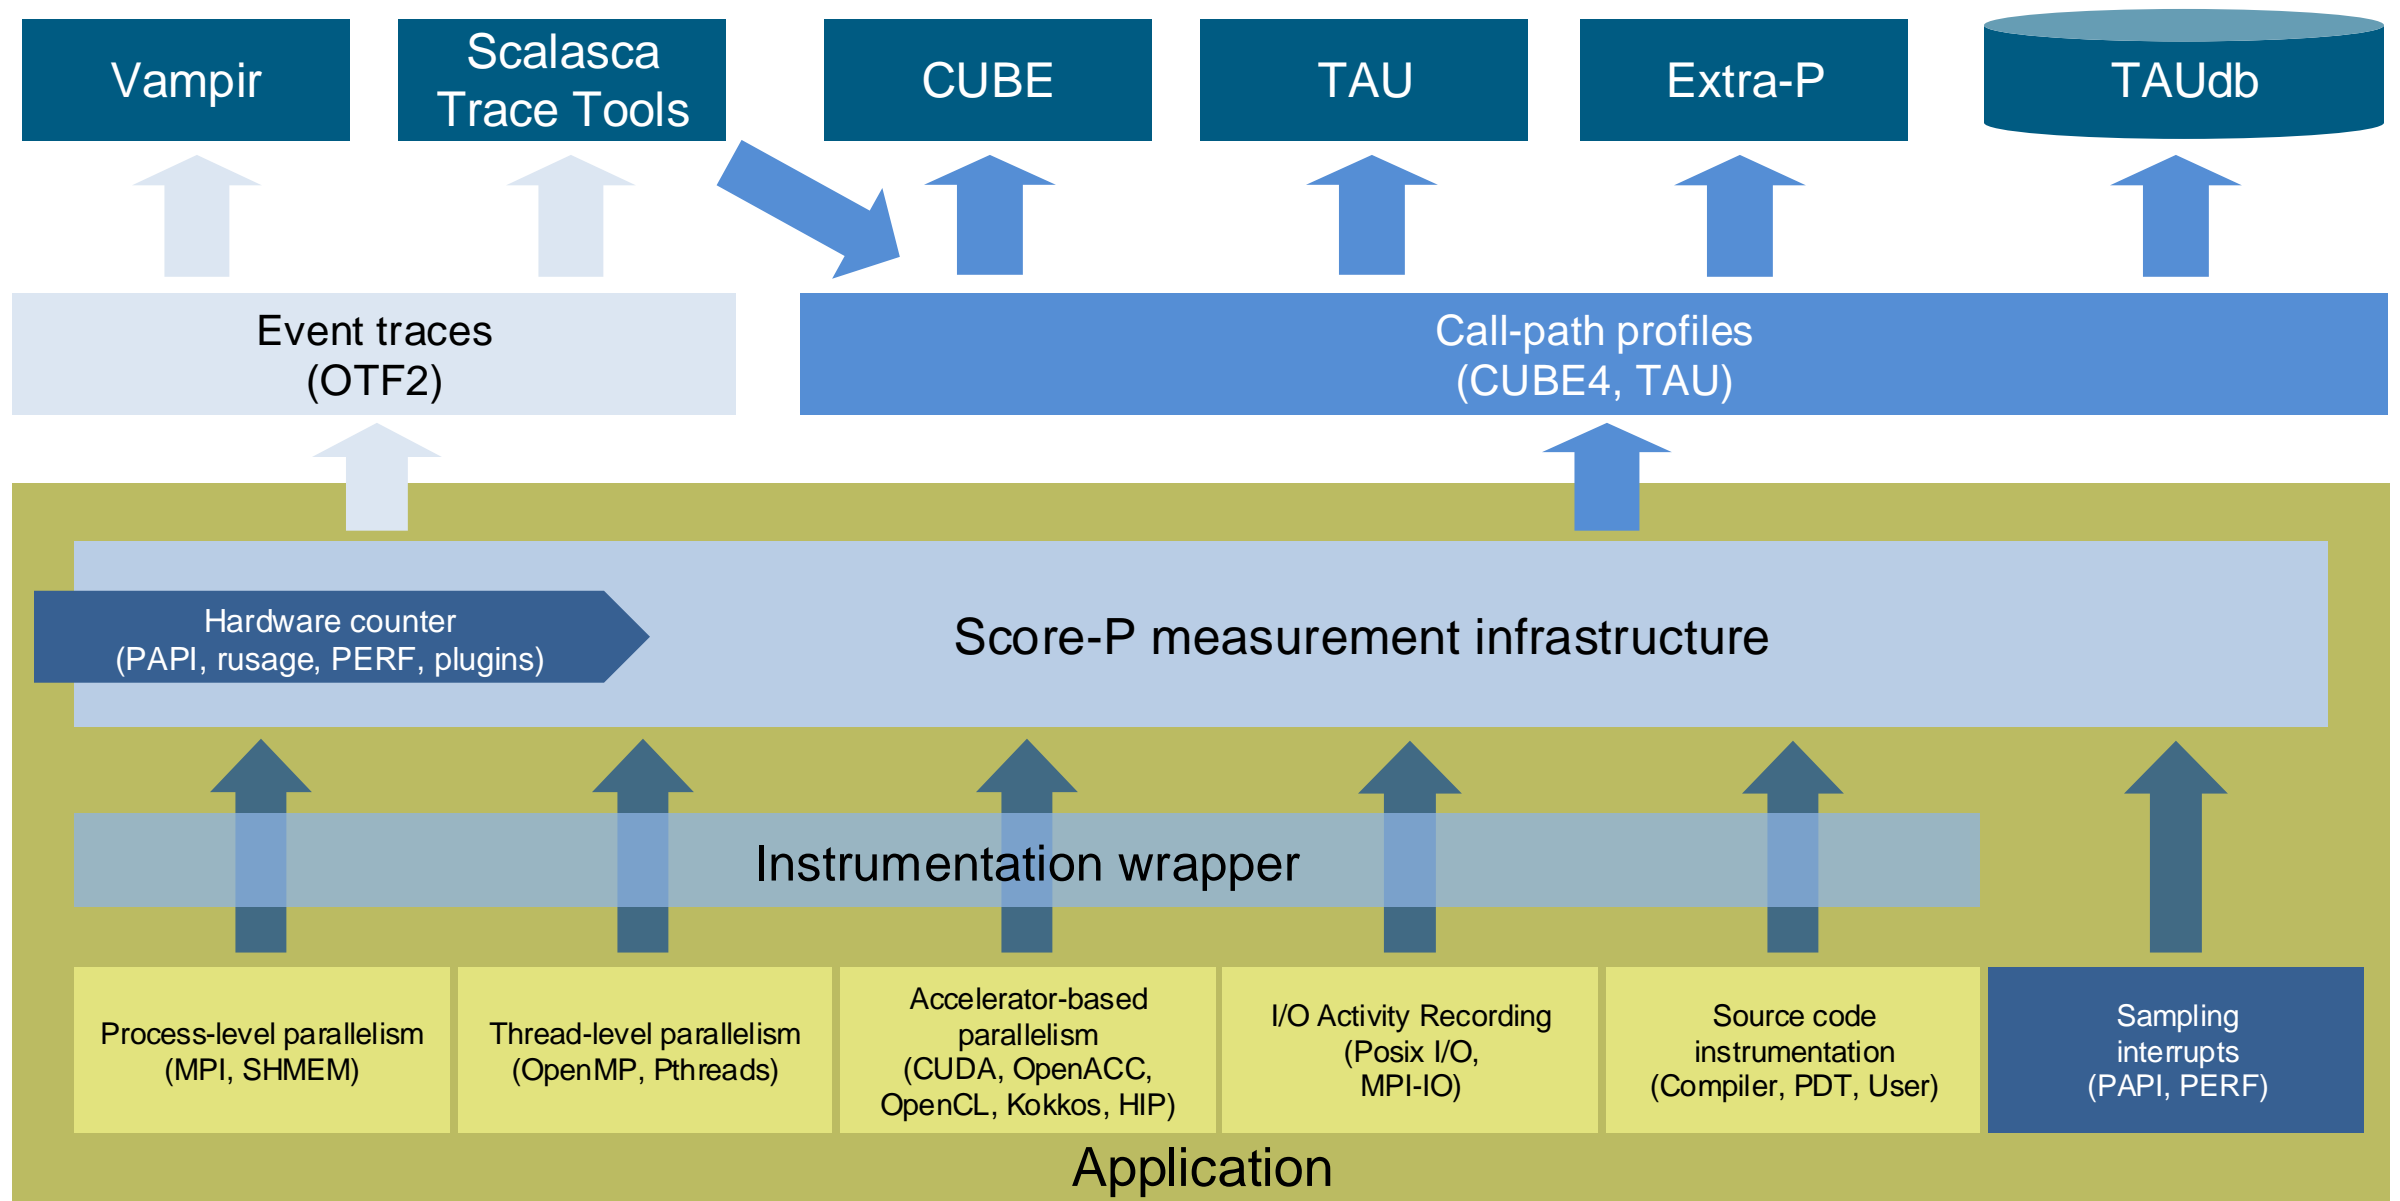 Vampir
Scalasca
Trace Tools
CUBE
TAU
Extra-P
TAUdb
Event traces
(OTF2)
Call-path profiles
(CUBE4, TAU)
Hardware counter
(PAPI, rusage, PERF, plugins)
Score-P measurement infrastructure
Instrumentation wrapper
Process-level parallelism
(MPI, SHMEM)
Thread-level parallelism
(OpenMP, Pthreads)
Accelerator-based
parallelism
(CUDA, OpenACC,
OpenCL, Kokkos, HIP)
I/O Activity Recording
(Posix I/O,
MPI-IO)
Source code
instrumentation
(Compiler, PDT, User)
Sampling
interrupts
(PAPI, PERF)
Application